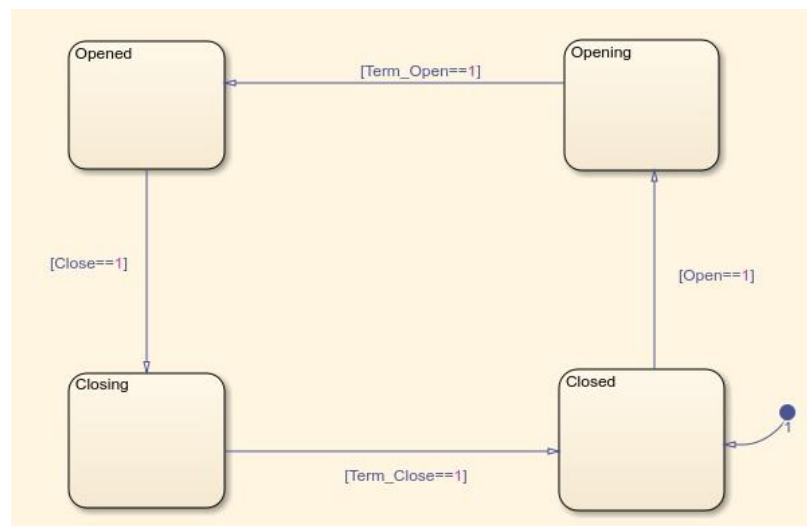 Opened
Opening
[Term_Open==1]
[Close==1]
[Open==1]
Closing
Closed
1
[Term_Close==1]